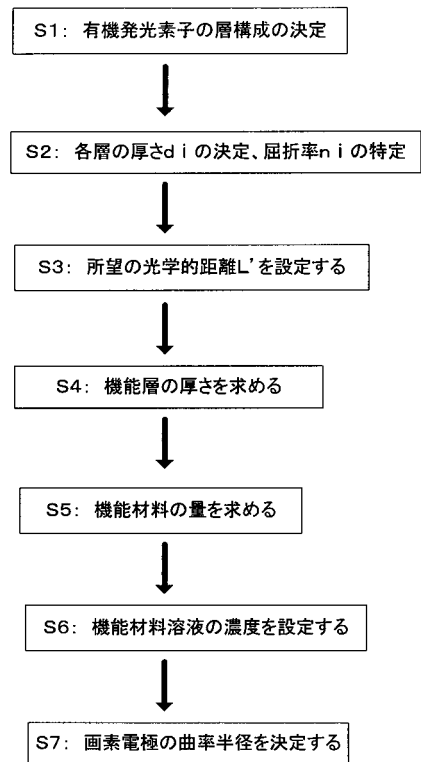 S1: 有機発光素子の層構成の決定
S2: 各層の厚さdiの決定、屈折率niの特定
S3: 所望の光学的距離L'を設定する
S4: 機能層の厚さを求める
S5: 機能材料の量を求める
S6: 機能材料溶液の濃度を設定する
S7: 画素電極の曲率半径を決定する